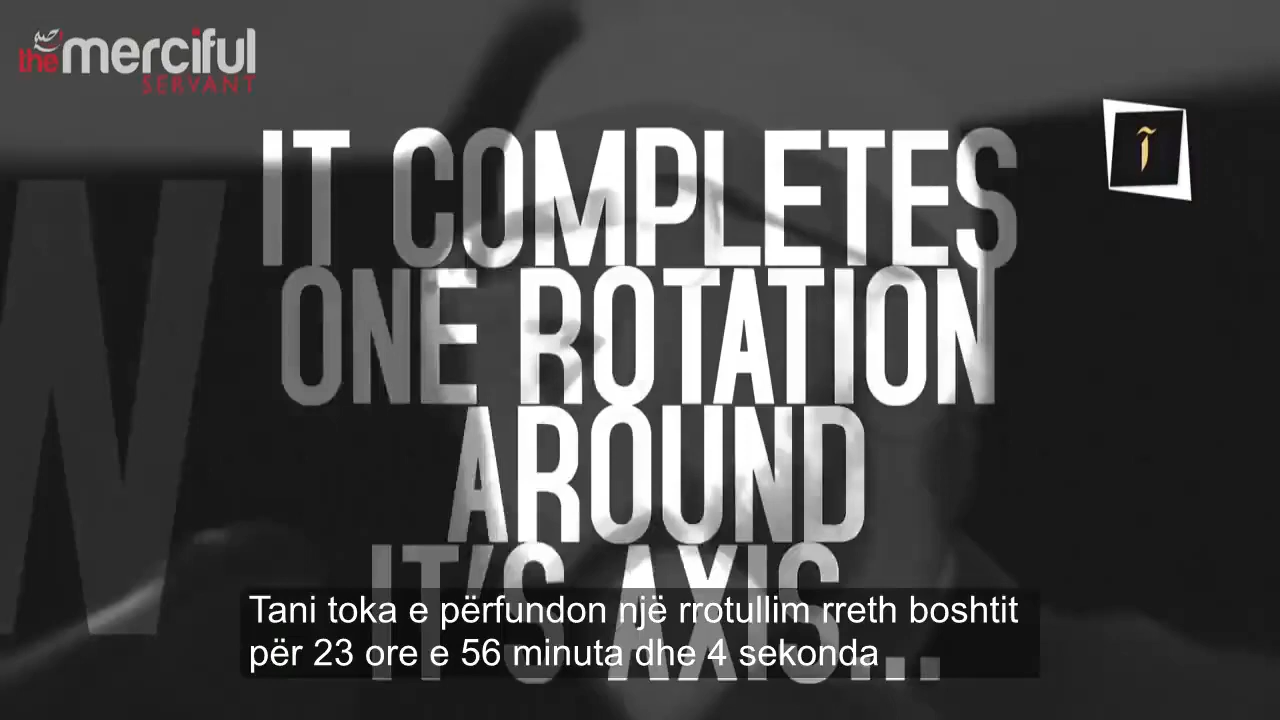 the merciful
SERVANT
IT COMPLETES
ONE ROTATION
AROUND
IT'S AXIS...
Tani toka e përfundon një rrotullim rreth boshtit
për 23 ore e 56 minuta dhe 4 sekonda